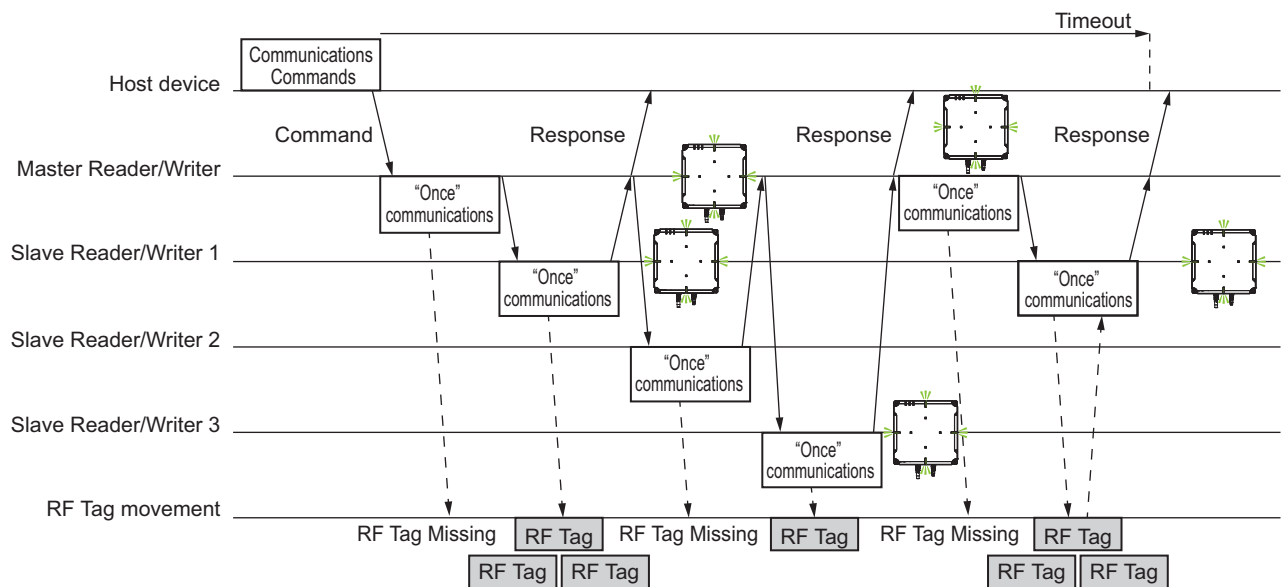 Timeout
Communications
Commands
Host device
Command
Response
Response
Response
Master Reader/Writer
“Once”
communications
“Once”
communications
Slave Reader/Writer 1
“Once”
communications
“Once”
communications
Slave Reader/Writer 2
“Once”
communications
Slave Reader/Writer 3
“Once”
communications
RF Tag movement
RF Tag Missing
RF Tag
RF Tag Missing
RF Tag
RF Tag Missing
RF Tag
RF Tag
RF Tag
RF Tag
RF Tag